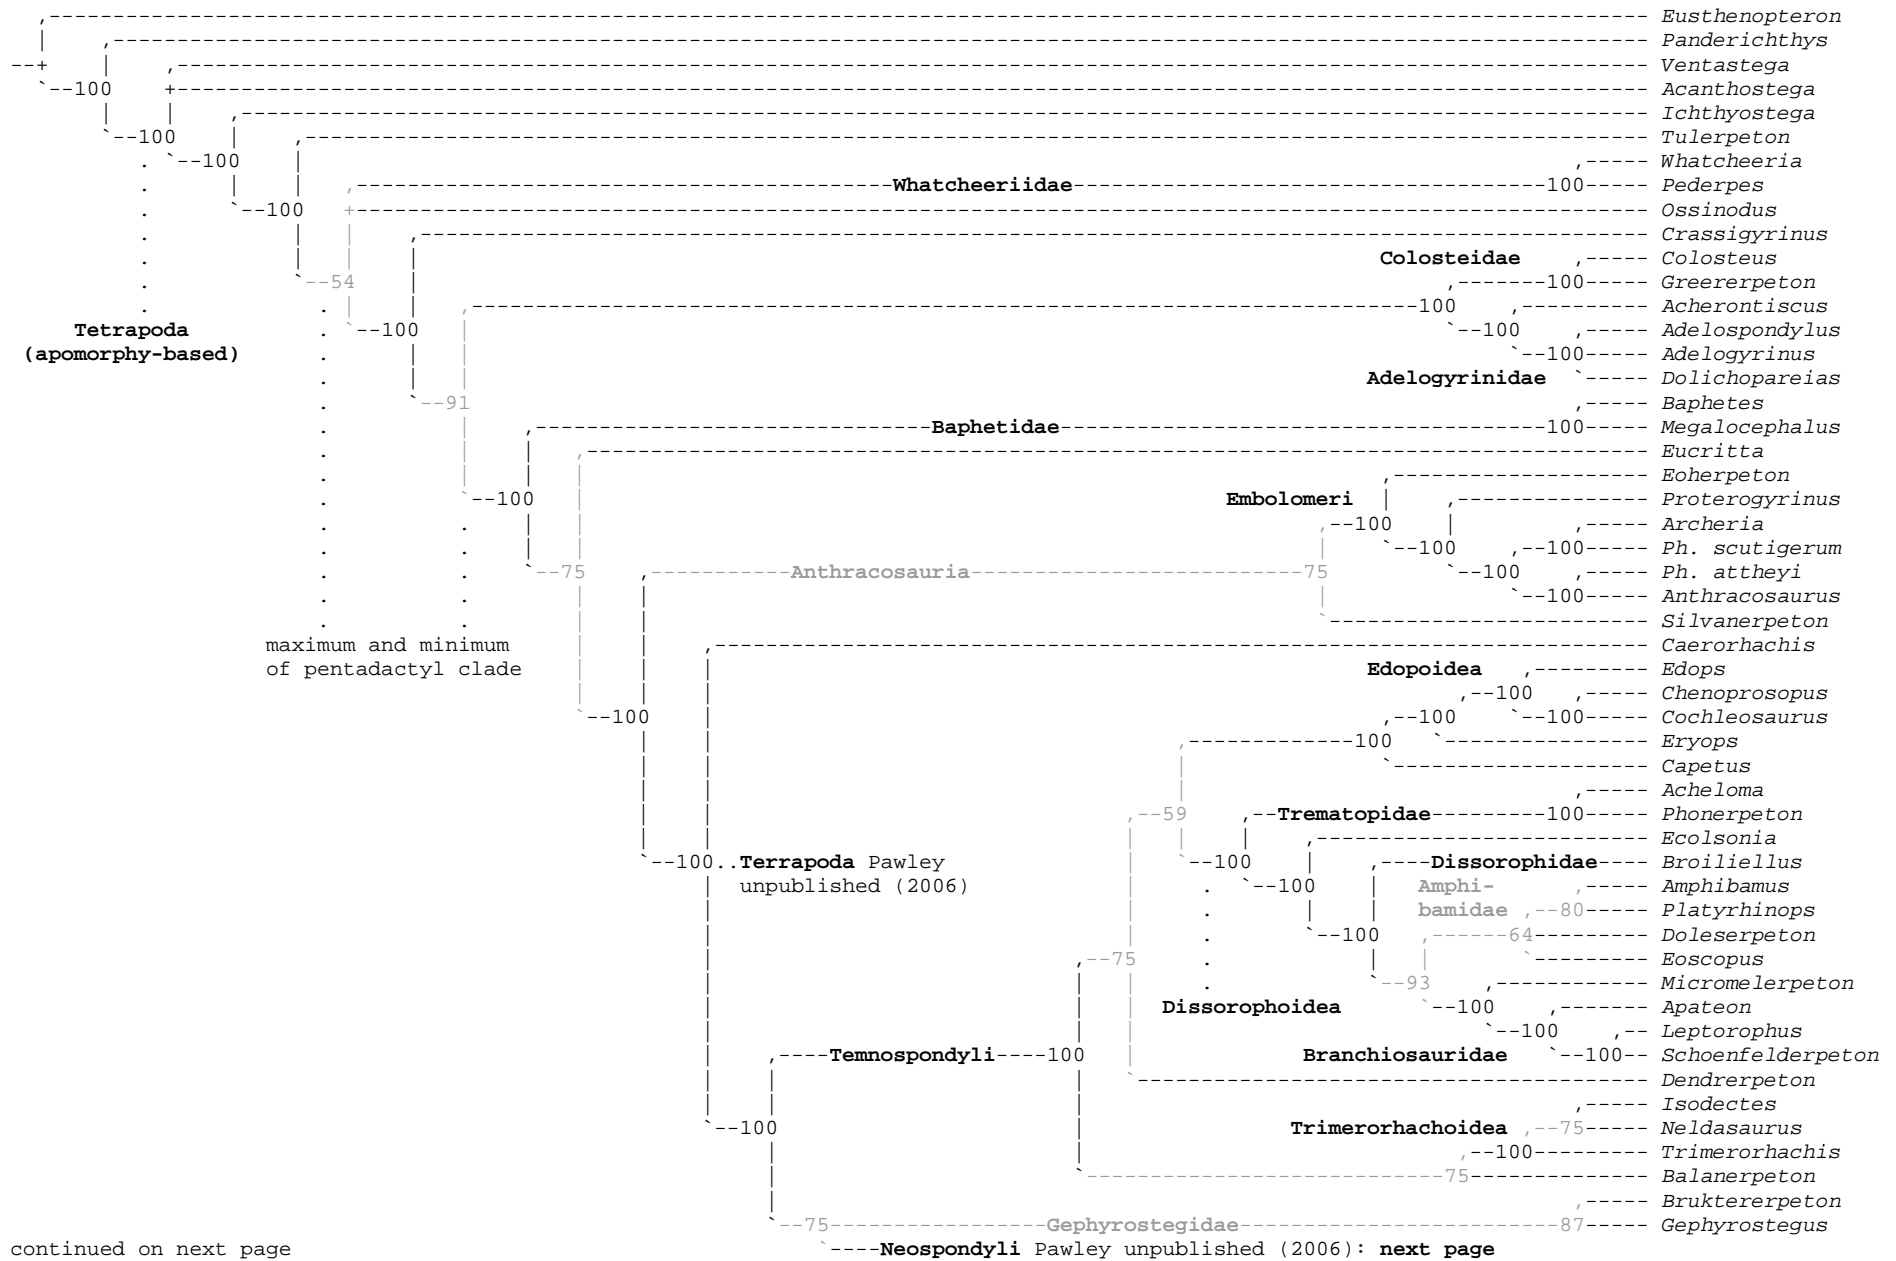 Eusthenopteron
Panderichthys
Ventastega
--100 Acanthostega
Ichthyostega
--100 Tulerpeton
--100 Whatcheeria
Whatcheeriidae 100 Pederpes
--100 Ossinodus
Crassigyrinus
Colosteidae Colosteus
--54 --100 Greererpeton
100 Acherontiscus
Tetrapoda --100 --100 Adelospondylus
(apomorphy-based) --100 Adelogyrinus
Adelogyrinidae Dolichopareias
--91 Baphetes
Baphetidae 100 Megalocephalus
Eucritta
Eoherpeton
--100 Embolomeri Proterogyrinus
--100 Archeria
--100 --100 Ph. scutigerum
--75 Anthracosauria 75 --100 Ph. attheyi
--100 Anthracosaurus
Silvanerpeton
maximum and minimum Caerorhachis
of pentadactyl clade Edopoidea Edops
--100 Chenoprosopus
--100 --100 --100 Cochleosaurus
100 Eryops
Capetus
Acheloma
--59 Trematopidae 100 Phonerpeton
Ecolsonia
--100..Terrapoda Pawley --100 Dissorophidae Broiliellus
unpublished (2006) --100 Amphi- Amphibamus
bamidae --80 Platyrhinops
--100 64 Doleserpeton
--75 Eoscopus
--93 Micromelerpeton
Dissorophoidea --100 Apateon
--100 Leptorophus
Temnospondyli 100 Branchiosauridae --100 Schoenfelderpeton
Dendrerpeton
Isodectes
--100 Trimerorhachoidea --75 Neldasaurus
--100 Trimerorhachis
75 Balanerpeton
Bruktererpeton
--75 Gephyrostegidae 87 Gephyrostegus
continued on next page Neospondyli Pawley unpublished (2006): next page